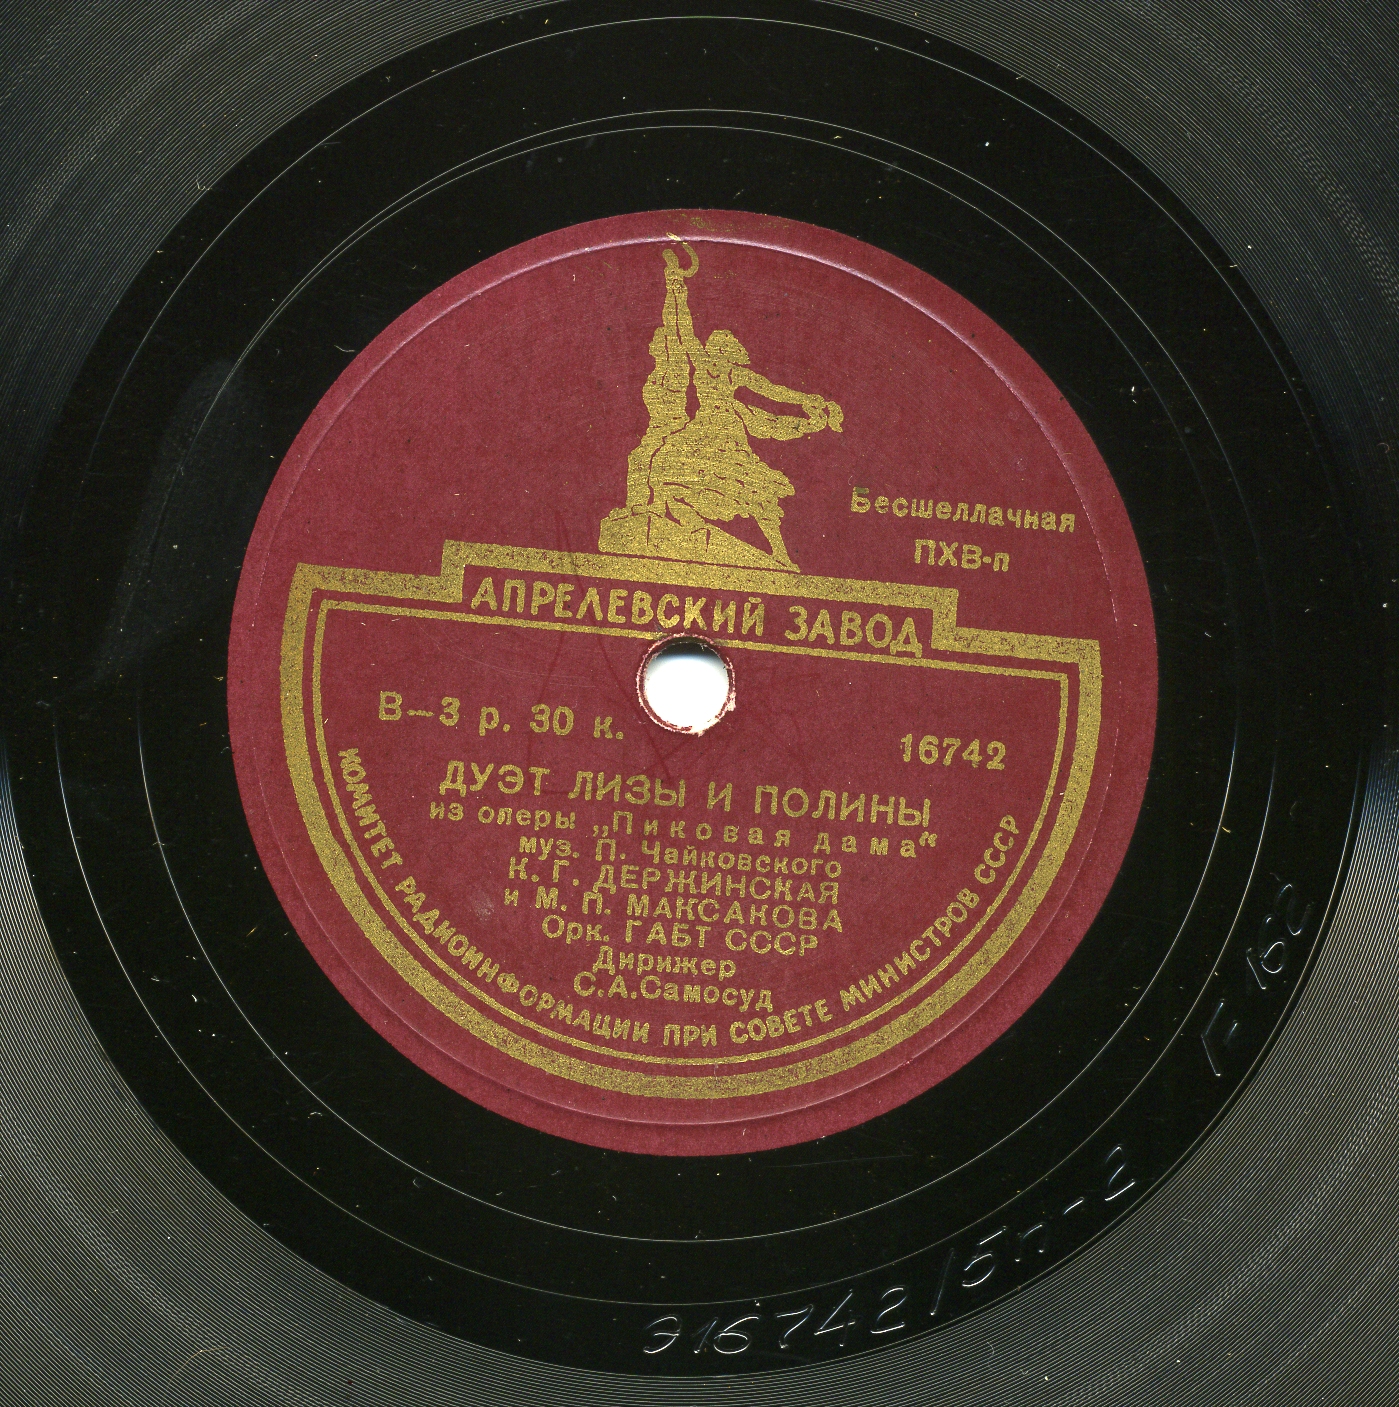 Бесшеллачная
ПХВ-п
АПРЕЛЕВСКИЙ ЗАВОД
В—3 р. 30 к.
16742
ДУЭТ ЛИЗЫ И ПОЛИНЫ
из оперы „Пиковая дама“
муз. П. Чайковского
К. Г. ДЕРЖИНСКАЯ
и М. П. МАКСАКОВА
Орк. ГАБТ СССР
Дирижер
С.А.Самосуд
КОМИТЕТ РАДИОИНФОРМАЦИИ ПРИ СОВЕТЕ МИНИСТРОВ СССР
Э16742/5п-2